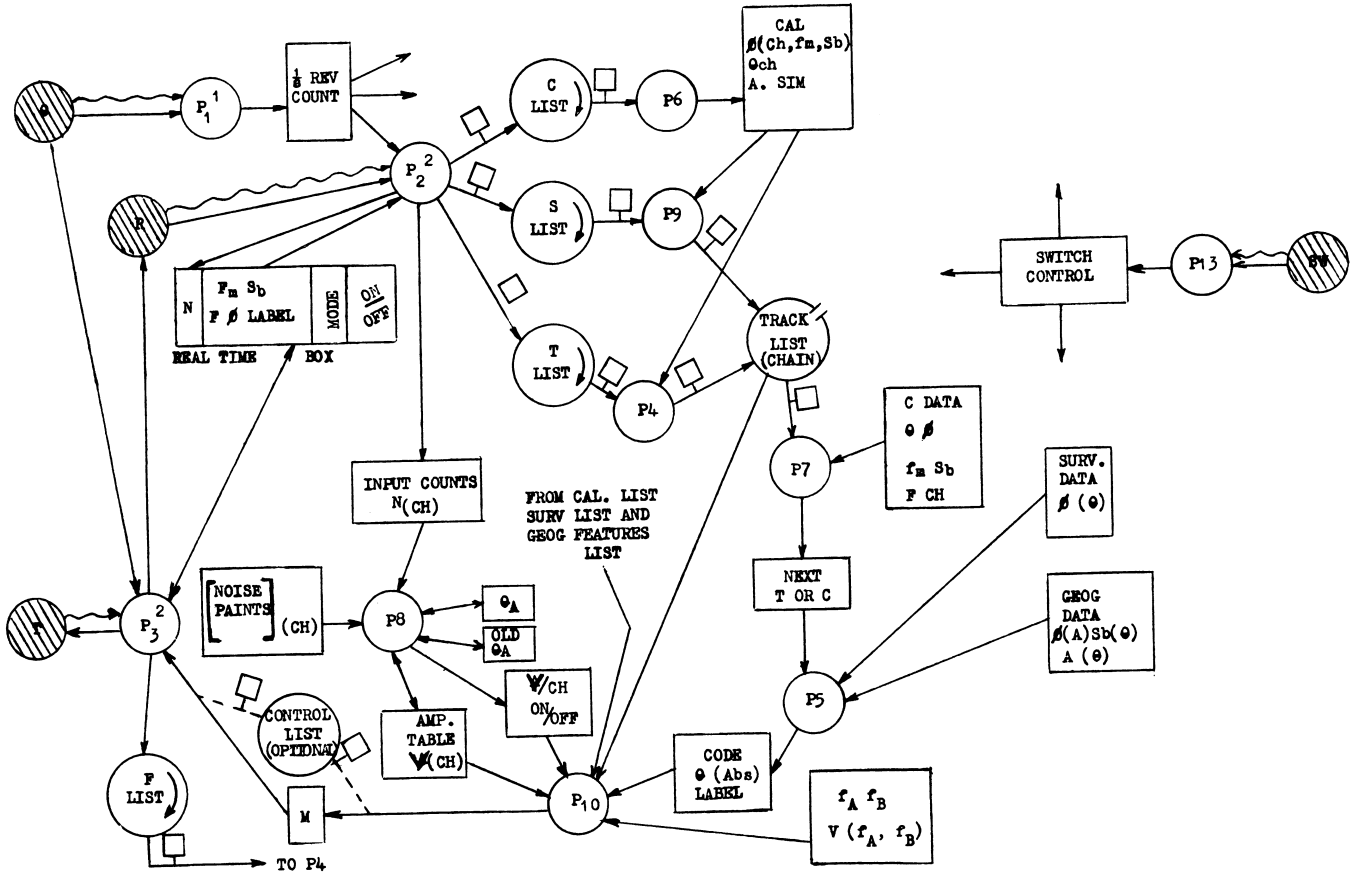 CAL
Ø(Ch,fm,Sb)
θch
A. SIM
1/8 REV
COUNT
θ
P1 1
C
LIST
P6
P2 2
R
S
LIST
P9
N
Fm Sb
F Ø LABEL
MODE
ON
OFF
REAL TIME BOX
SWITCH
CONTROL
P13
SW
TRACK
LIST
(CHAIN)
T
LIST
P4
C DATA
θ Ø
fm Sb
F CH
P7
INPUT COUNTS
N(CH)
FROM CAL. LIST
SURV LIST AND
GEOG FEATURES
LIST
SURV.
DATA
Ø (θ)
NEXT
T OR C
NOISE
PAINTS
(CH)
P8
θA
OLD
θA
GEOG
DATA
Ø(A)Sb(θ)
A (θ)
P3 2
/CH
ON/OFF
P5
CONTROL
LIST
(OPTIONAL)
AMP.
TABLE
(CH)
CODE
θ (Abs)
LABEL
F
LIST
M
P10
fA fB
V (fA, fB)
TO P4